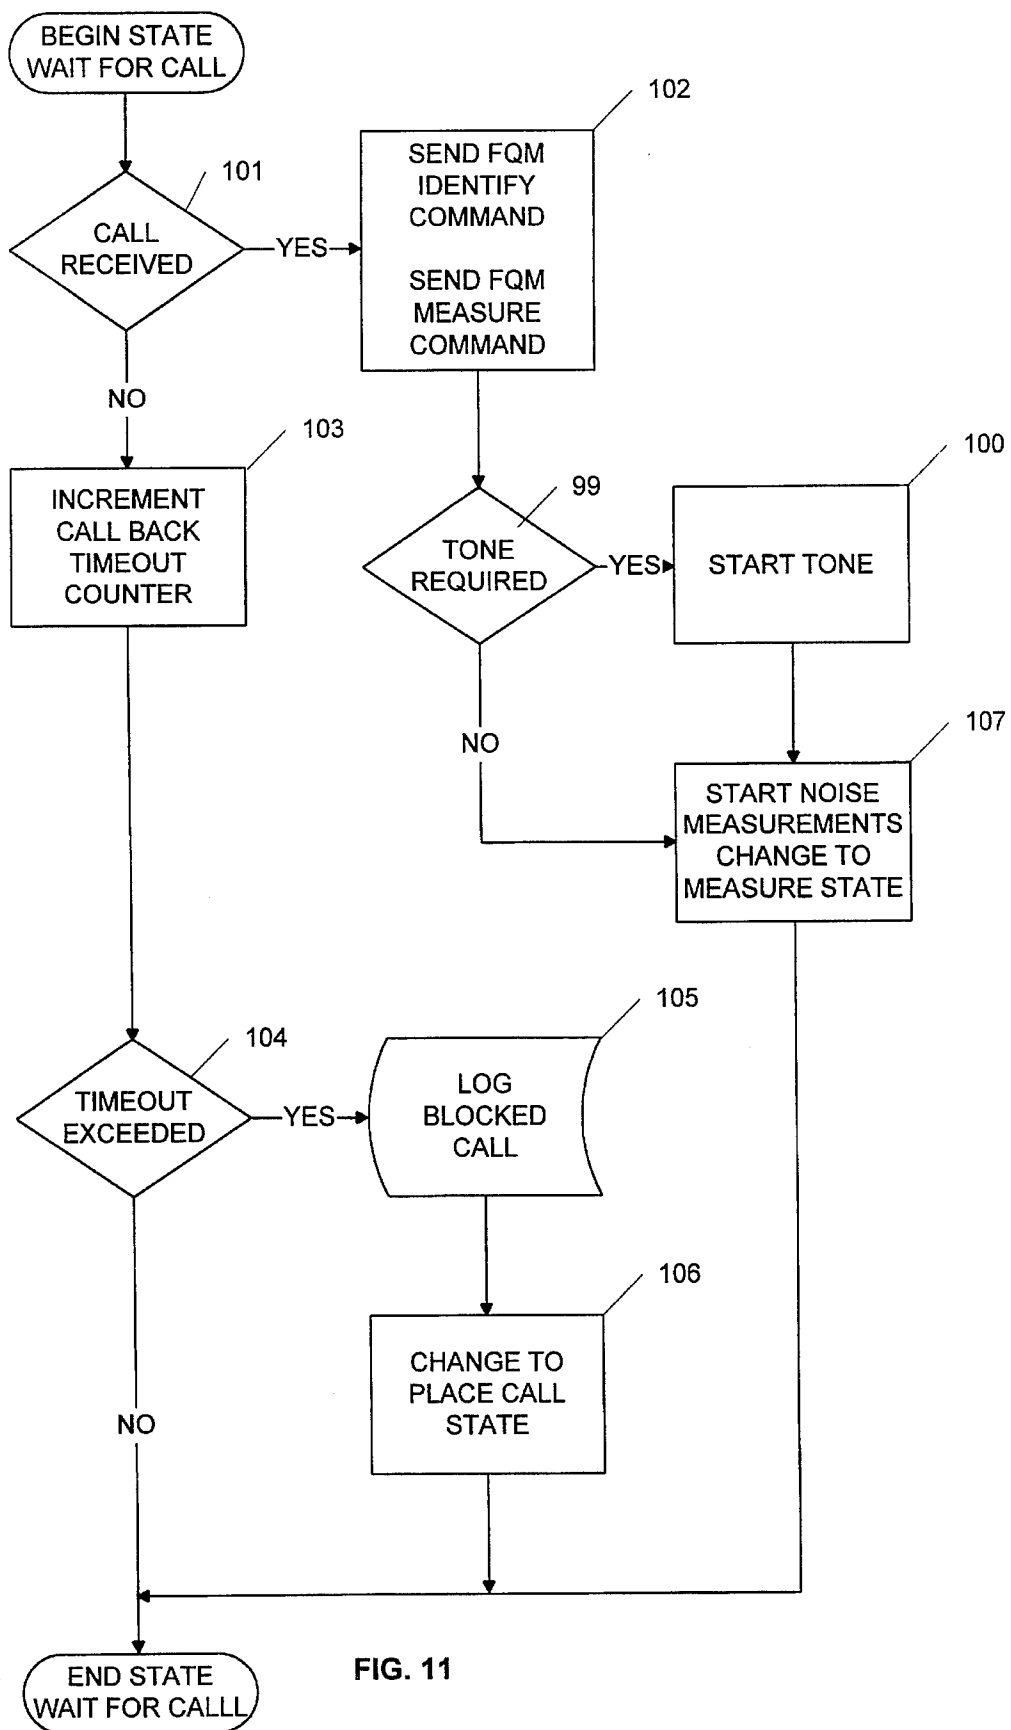 BEGIN STATE
WAIT FOR CALL
102
SEND FQM
IDENTIFY
COMMAND
SEND FQM
MEASURE
COMMAND
101
CALL
RECEIVED
YES
NO
103
INCREMENT
CALL BACK
TIMEOUT
COUNTER
99
TONE
REQUIRED
YES
100
START TONE
NO
107
START NOISE
MEASUREMENTS
CHANGE TO
MEASURE STATE
104
TIMEOUT
EXCEEDED
YES
105
LOG
BLOCKED
CALL
106
CHANGE TO
PLACE CALL
STATE
NO
END STATE
WAIT FOR CALLL
FIG. 11